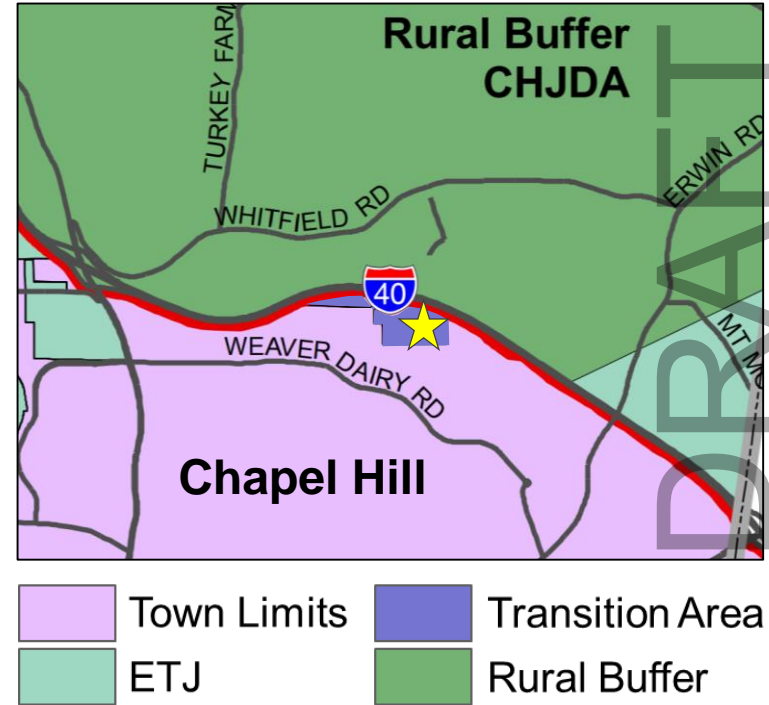 Rural Buffer
CHJDA
TURKEY FARM
WHITFIELD RD
ERWIN RD
40
WEAVER DAIRY RD
MT
Chapel Hill
DRAFT
Town Limits
Transition Area
ETJ
Rural Buffer